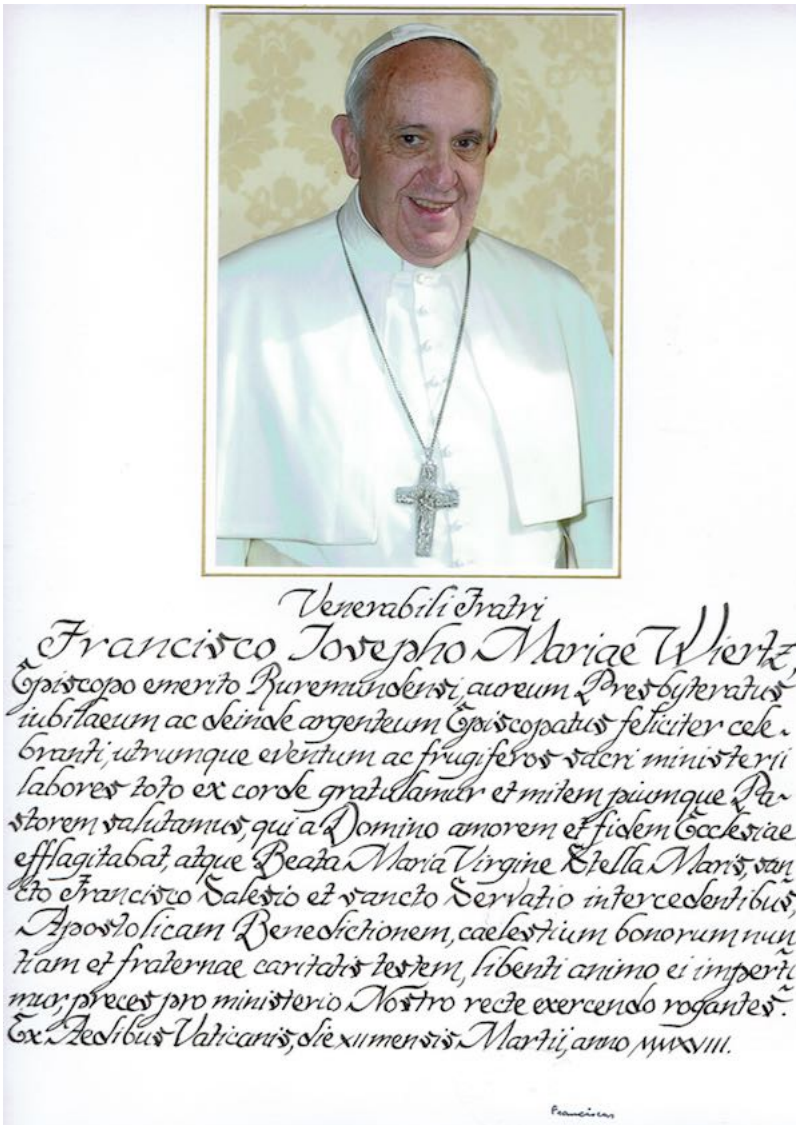 Venerabili Fratri
Francisco Iosepho Mariae Wiertz,
Episcopo emerito Ruremundensi, aureum Presbyteratus
iubilaeum ac deinde argenteum Episcopatus feliciter cele-
branti, utrumque eventum ac frugiferos sacri ministerii
labores toto ex corde gratulamur et mitem piumque Pa-
storem salutamus, qui a Domino amorem et fidem Ecclesiae
efflagitabat, atque Beata Maria Virgine Stella Maris, san
cto Francisco Salesio et sancto Servatio intercedentibus,
Apostolicam Benedictionem, caelestium bonorum nun
tiam et fraternae caritatis testem, libenti animo ei imperti
mur, preces pro ministerio Nostro recte exercendo rogantes.
Ex Aedibus Vaticanis, die XII mensis Martii, anno MMXVIII.
Franciscus